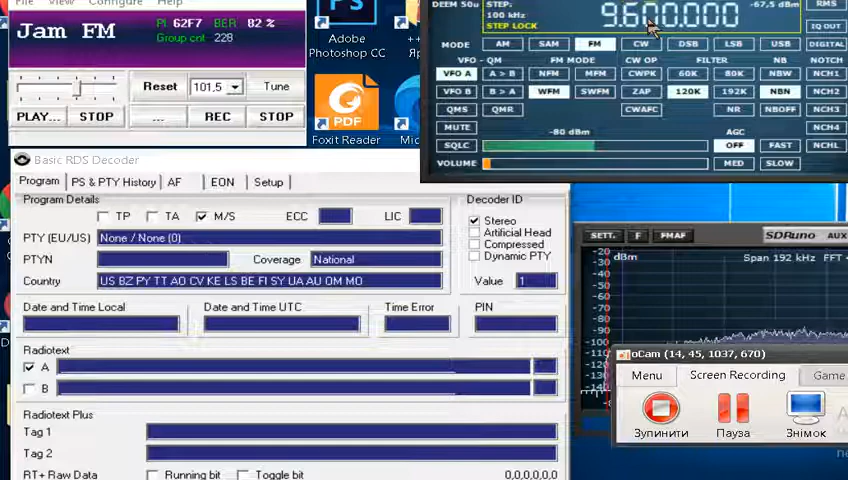 File View Configure Help
Jam FM
PI 62F7 BER 82 %
Group cnt 228
Reset 101,5 Tune
PLAY... STOP ... REC STOP
Adobe
Photoshop CC
PDF
Foxit Reader
DEEM 50u
STEP:
100 kHz
STEP LOCK
9.600.000
-67,5 dBm
RMS
IQ OUT
MODE AM SAM FM CW DSB LSB USB DIGITAL
VFO - QM FM MODE CW OP FILTER NB NOTCH
VFO A A > B NFM MFM CWPK 60K 80K NBW NCH1
VFO B B > A WFM SWFM ZAP 120K 192K NBN NCH2
QMS QMR CWAFC NR NBOFF NCH3
MUTE -80 dBm AGC NCH4
SQLC OFF FAST NCHL
VOLUME MED SLOW
Basic RDS Decoder
Program PS & PTY History AF EON Setup
Program Details
TP TA M/S ECC LIC
PTY (EU/US) None / None (0)
PTYN Coverage National
Country US BZ PY TT AO CV KE LS BE FI SY UA AU OM MO
Decoder ID
Stereo
Artificial Head
Compressed
Dynamic PTY
Value 1
Date and Time Local Date and Time UTC Time Error PIN
Radiotext
A
B
Radiotext Plus
Tag 1
Tag 2
RT+ Raw Data Running bit Toggle bit 0,0,0,0,0
SETT. F FMAF SDRuno AUX
-20 dBm Span 192 kHz FFT
-30
-40
-50
-60
-70
-80
-90
-100
-110
-120
-130
-140
oCam (14, 45, 1037, 670)
Menu Screen Recording Game
Зупинити Пауза Знімок